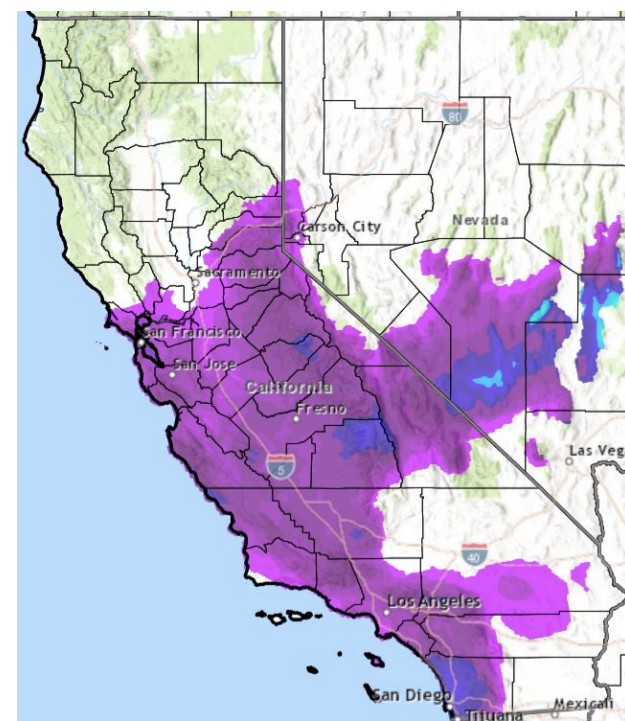 80
Carson City
Nevada
Sacramento
San Francisco
San Jose
California
Fresno
5
Las Veg
40
Los Angeles
San Diego
Tijuana
Mexicali